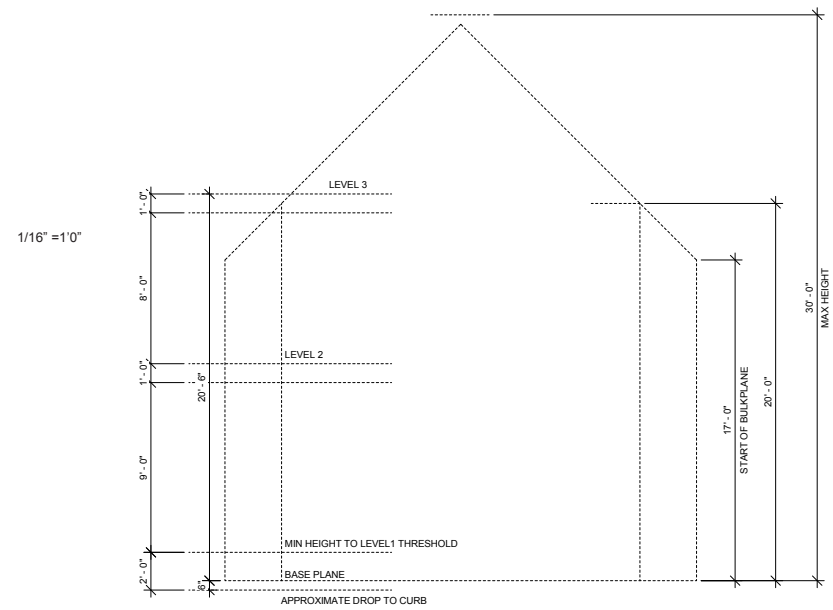 LEVEL 3
1' - 0"
1/16” =1'0”
8' - 0"
30' - 0"
MAX HEIGHT
LEVEL 2
1' - 0"
20' - 6"
20' - 0"
17' - 0"
START OF BULKPLANE
9' - 0"
MIN HEIGHT TO LEVEL1 THRESHOLD
2' - 0"
BASE PLANE
6"
APPROXIMATE DROP TO CURB